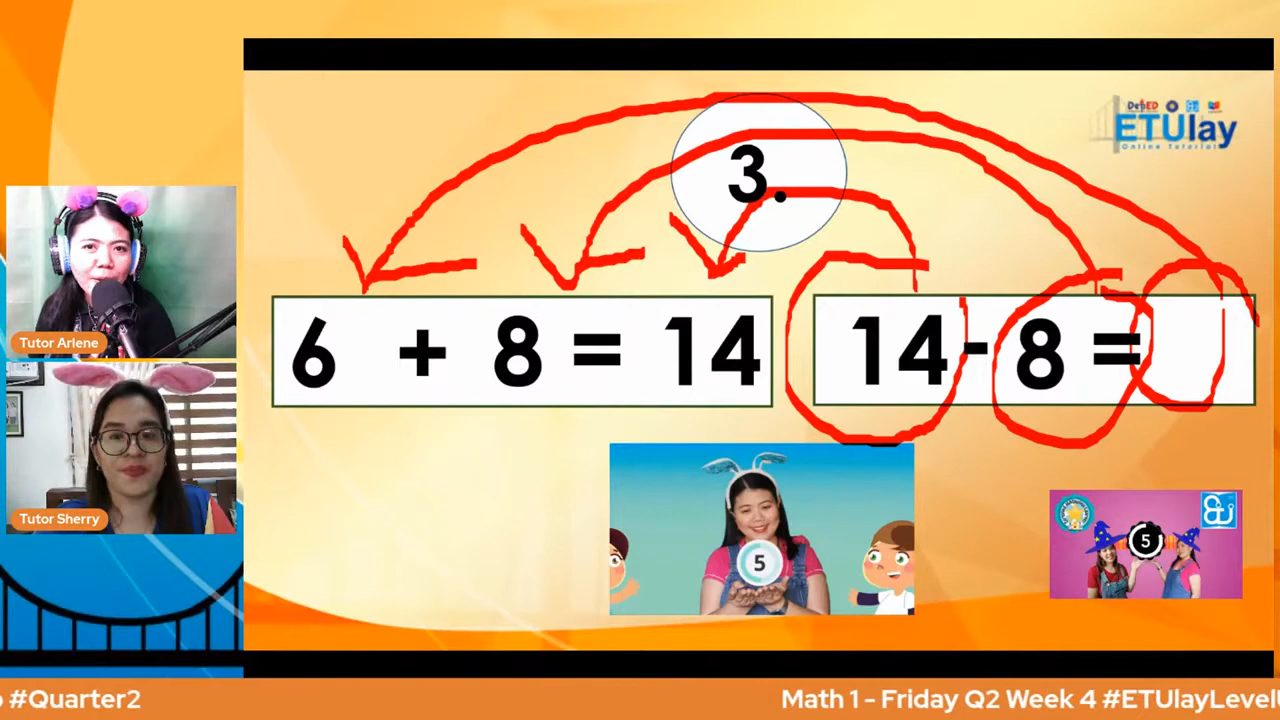 DepED
ETUlay
Online Tutorial
3.
6 + 8 = 14
14 - 8 =
Tutor Arlene
Tutor Sherry
5
5
#Quarter2
Math 1 - Friday Q2 Week 4 #ETUlayLevelU